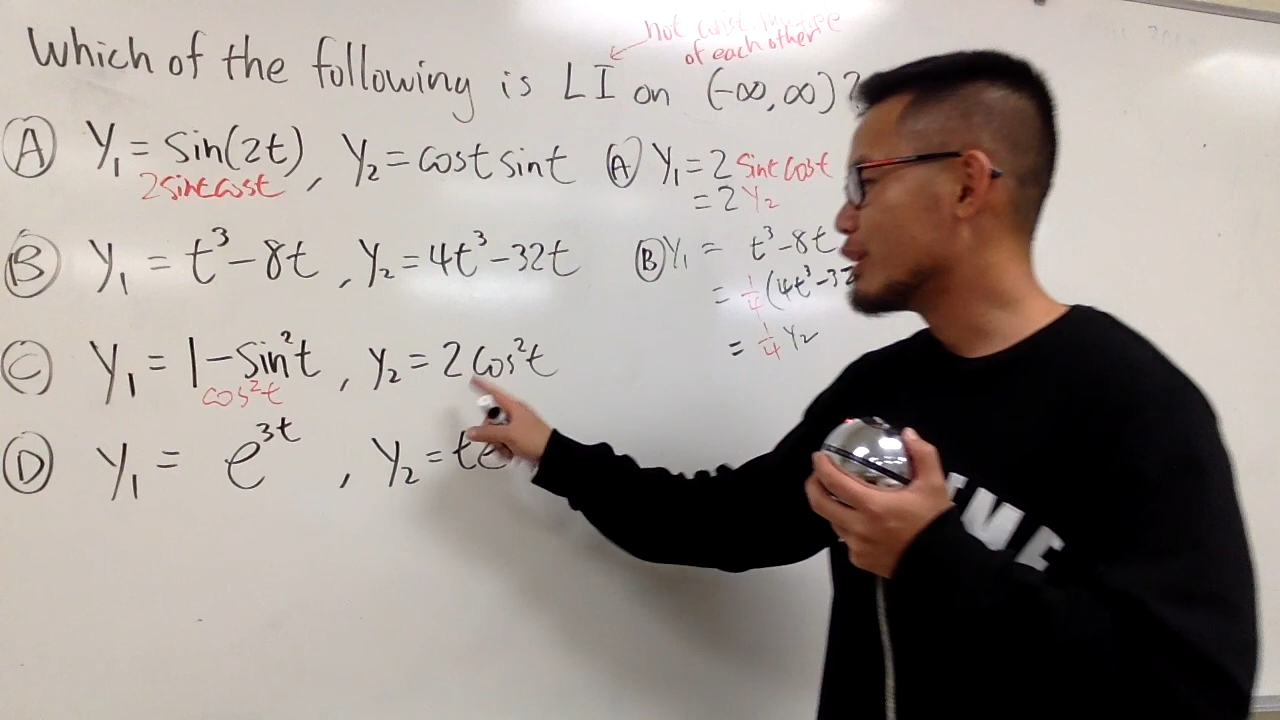 not const. multiple
of each other
Which of the following is LI on (-∞,∞)?
Ⓐ y₁ = sin(2t), y₂ = cost sint
2sintcost
Ⓑ y₁ = t³-8t, y₂ = 4t³-32t
Ⓒ y₁ = 1-sin²t, y₂ = 2cos²t
cos²t
Ⓓ y₁ = e³ᵗ, y₂ = te
Ⓐ y₁ = 2 sint cost
= 2 y₂
Ⓑ y₁ = t³-8t
= 1/4 (4t³-32
= 1/4 y₂